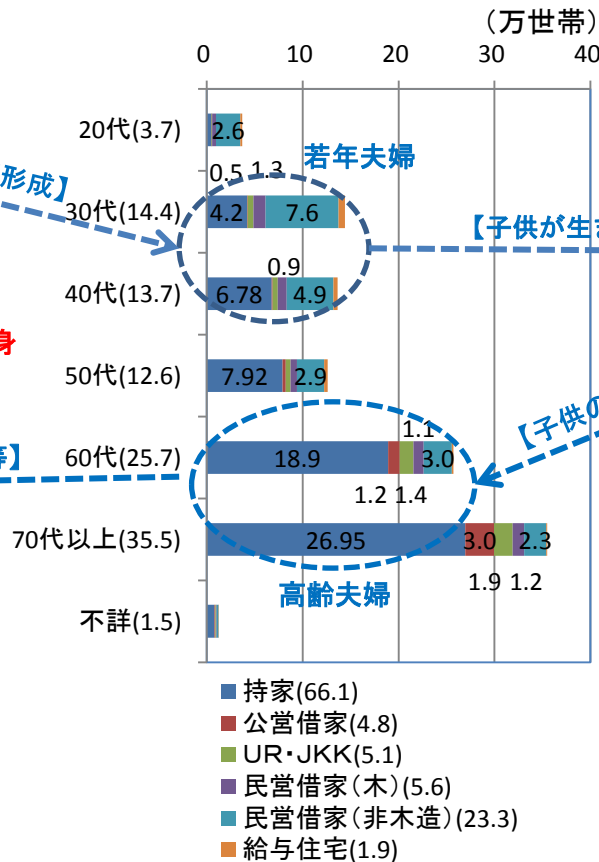 （万世帯）
0 10 20 30 40
20代(3.7) 2.6
若年夫婦
形成】
0.5 1.3
30代(14.4) 4.2 7.6
【子供が生ま
0.9
40代(13.7) 6.78 4.9
身
50代(12.6) 7.92 2.9
【子供の
1.1
等】
60代(25.7) 18.9 3.0
1.2 1.4
70代以上(35.5) 26.95 3.0 2.3
1.9 1.2
高齢夫婦
不詳(1.5)
持家(66.1)
公営借家(4.8)
UR・JKK(5.1)
民営借家（木）(5.6)
民営借家（非木造）(23.3)
給与住宅(1.9)